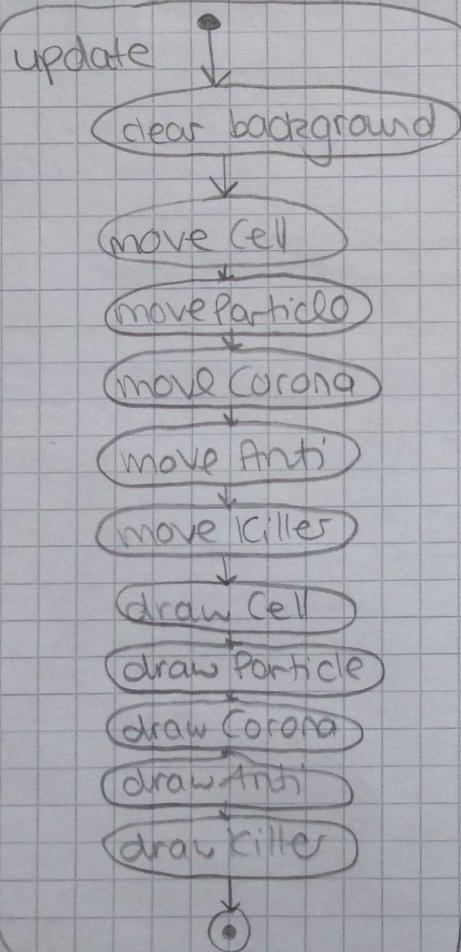 update
clear background
move Cell
move Particle
move Corona
move Anti
move Killer
draw Cell
draw Particle
draw Corona
draw Anti
draw Killer